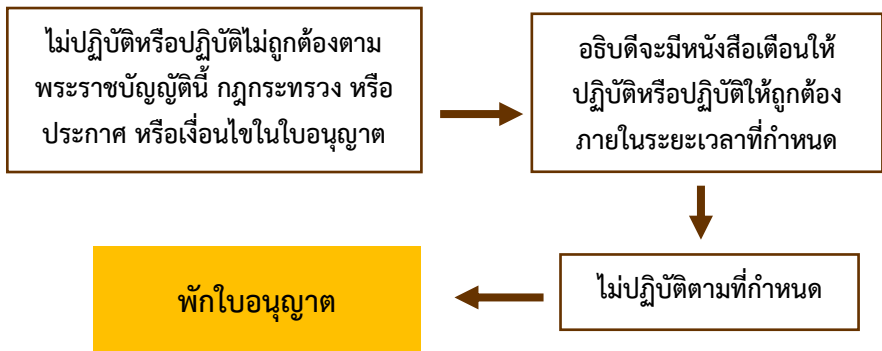 ไม่ปฏิบัติหรือปฏิบัติไม่ถูกต้องตาม
พระราชบัญญัตินี้ กฎกระทรวง หรือ
ประกาศ หรือเงื่อนไขในใบอนุญาต
อธิบดีจะมีหนังสือเตือนให้
ปฏิบัติหรือปฏิบัติให้ถูกต้อง
ภายในระยะเวลาที่กำหนด
ไม่ปฏิบัติตามที่กำหนด
พักใบอนุญาต